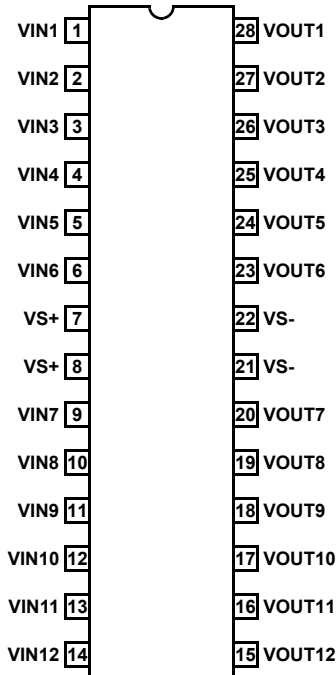 VIN1 1 28 VOUT1
VIN2 2 27 VOUT2
VIN3 3 26 VOUT3
VIN4 4 25 VOUT4
VIN5 5 24 VOUT5
VIN6 6 23 VOUT6
VS+ 7 22 VS-
VS+ 8 21 VS-
VIN7 9 20 VOUT7
VIN8 10 19 VOUT8
VIN9 11 18 VOUT9
VIN10 12 17 VOUT10
VIN11 13 16 VOUT11
VIN12 14 15 VOUT12